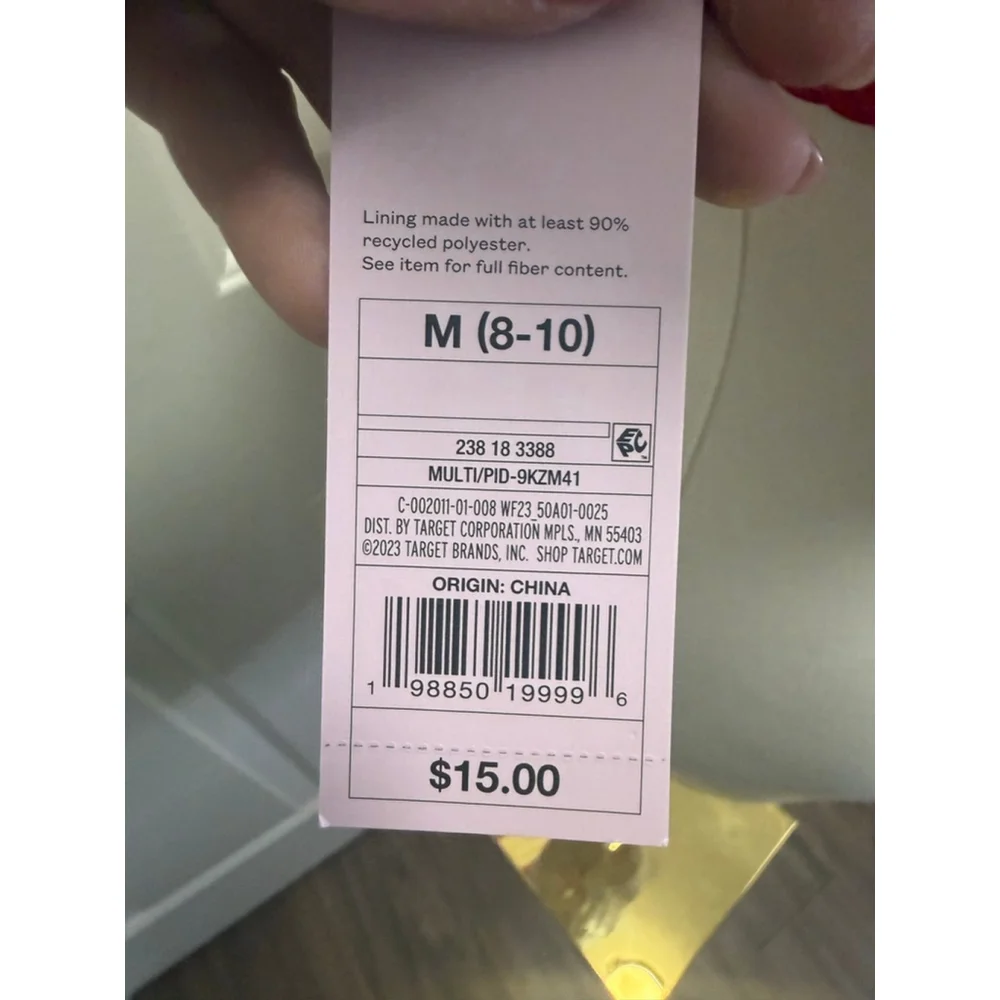 Lining made with at least 90%
recycled polyester.
See item for full fiber content.
M (8-10)
EPC
™
238 18 3388
MULTI/PID-9KZM41
C-002011-01-008 WF23_50A01-0025
DIST. BY TARGET CORPORATION MPLS., MN 55403
©2023 TARGET BRANDS, INC. SHOP TARGET.COM
ORIGIN: CHINA
1 98850 19999 6
$15.00